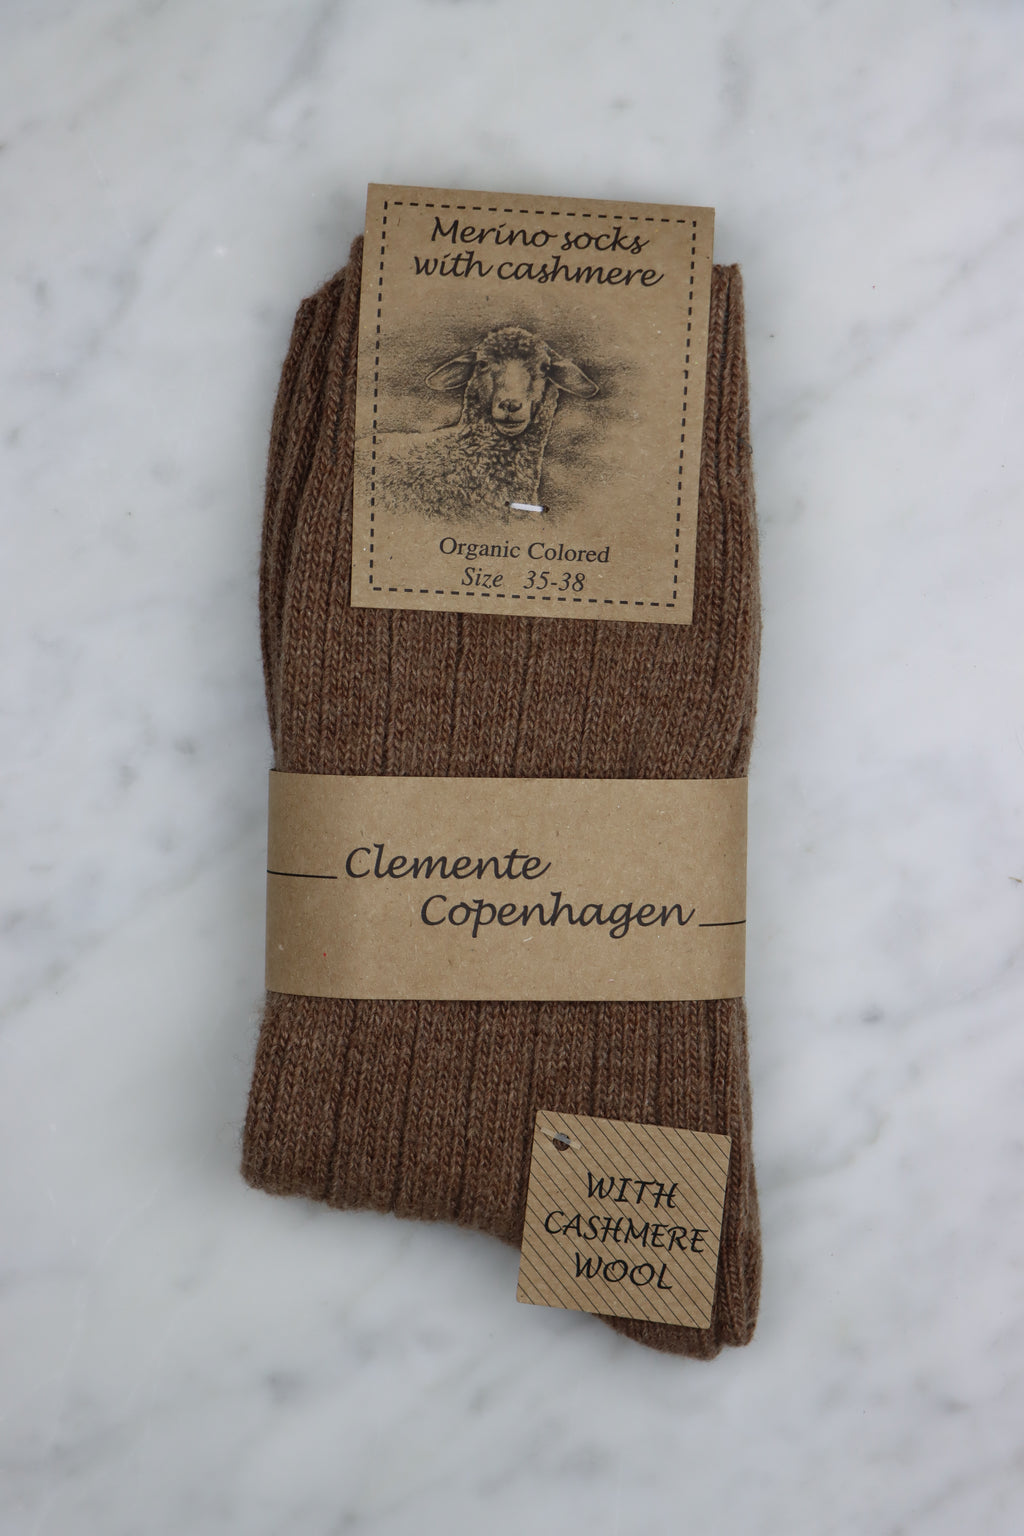 Merino socks
with cashmere
Organic Colored
Size 35-38
Clemente
Copenhagen
WITH
CASHMERE
WOOL